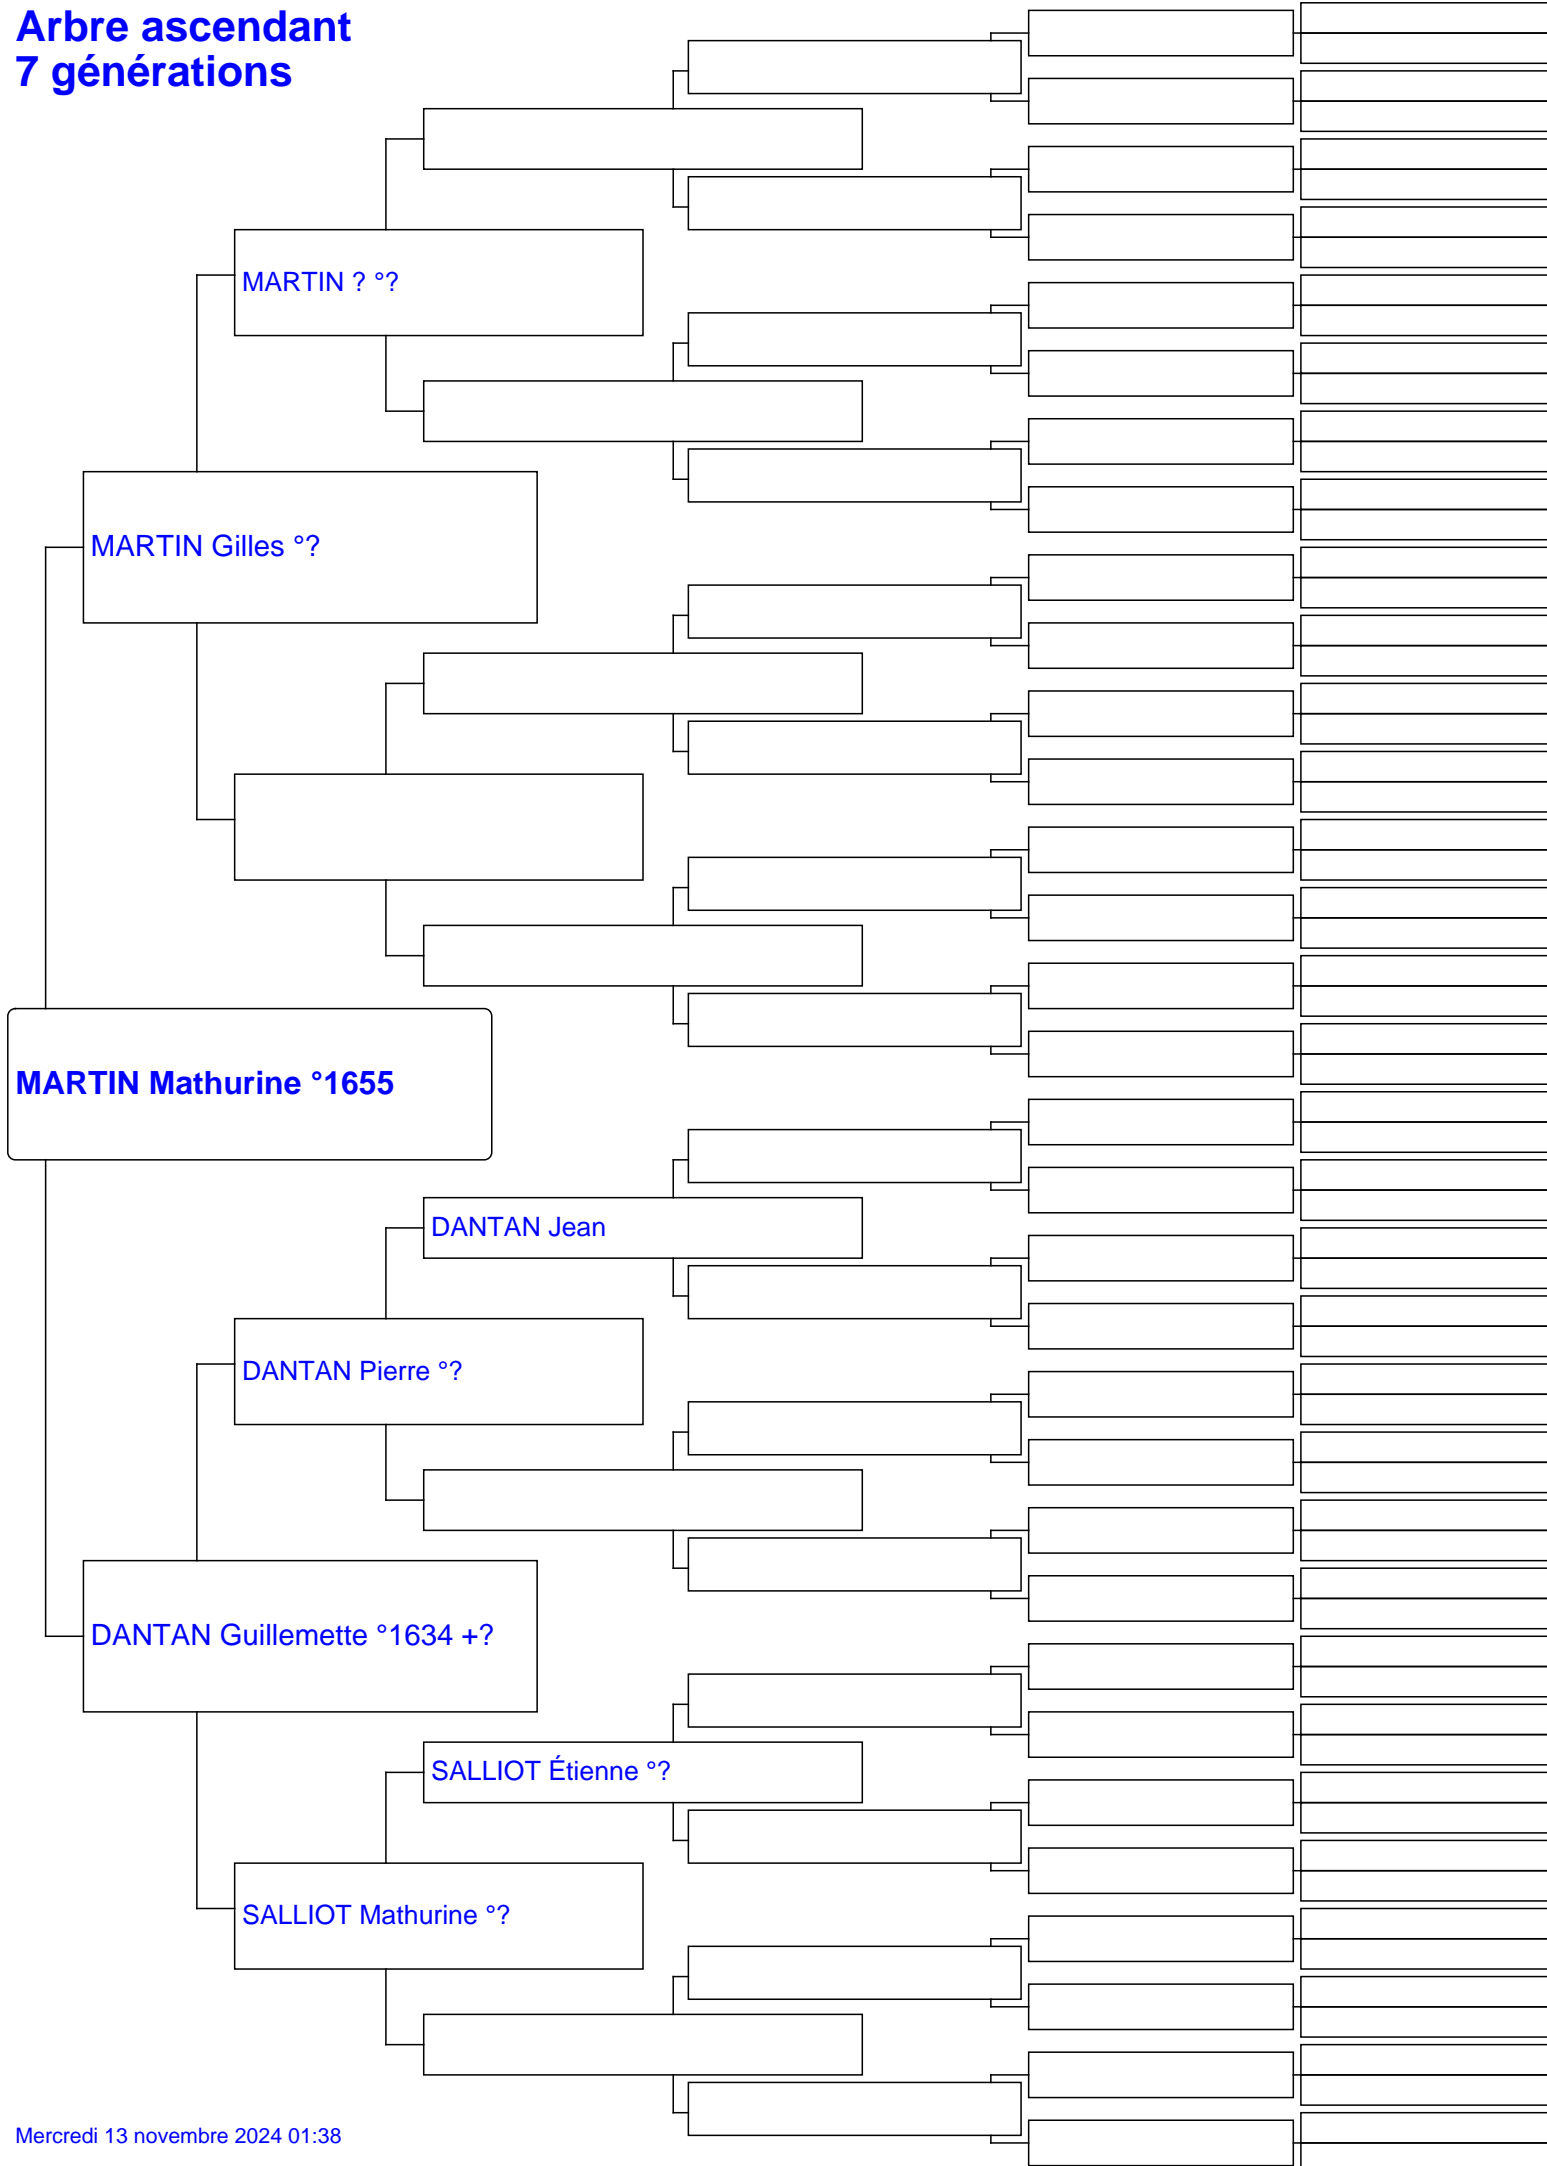 Arbre ascendant
7 générations
MARTIN ? °?
MARTIN Gilles °?
MARTIN Mathurine °1655
DANTAN Jean
DANTAN Pierre °?
DANTAN Guillemette °1634 +?
SALLIOT Étienne °?
SALLIOT Mathurine °?
Mercredi 13 novembre 2024 01:38